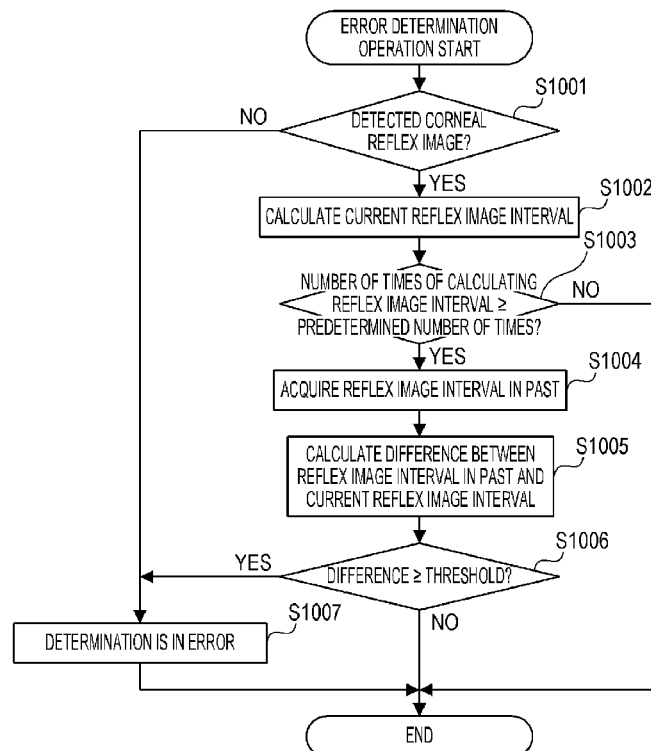 ERROR DETERMINATION
OPERATION START
S1001
NO
DETECTED CORNEAL
REFLEX IMAGE?
YES
S1002
CALCULATE CURRENT REFLEX IMAGE INTERVAL
S1003
NUMBER OF TIMES OF CALCULATING
REFLEX IMAGE INTERVAL ≥
PREDETERMINED NUMBER OF TIMES?
NO
YES
S1004
ACQUIRE REFLEX IMAGE INTERVAL IN PAST
S1005
CALCULATE DIFFERENCE BETWEEN
REFLEX IMAGE INTERVAL IN PAST AND
CURRENT REFLEX IMAGE INTERVAL
S1006
YES
DIFFERENCE ≥ THRESHOLD?
S1007
NO
DETERMINATION IS IN ERROR
END